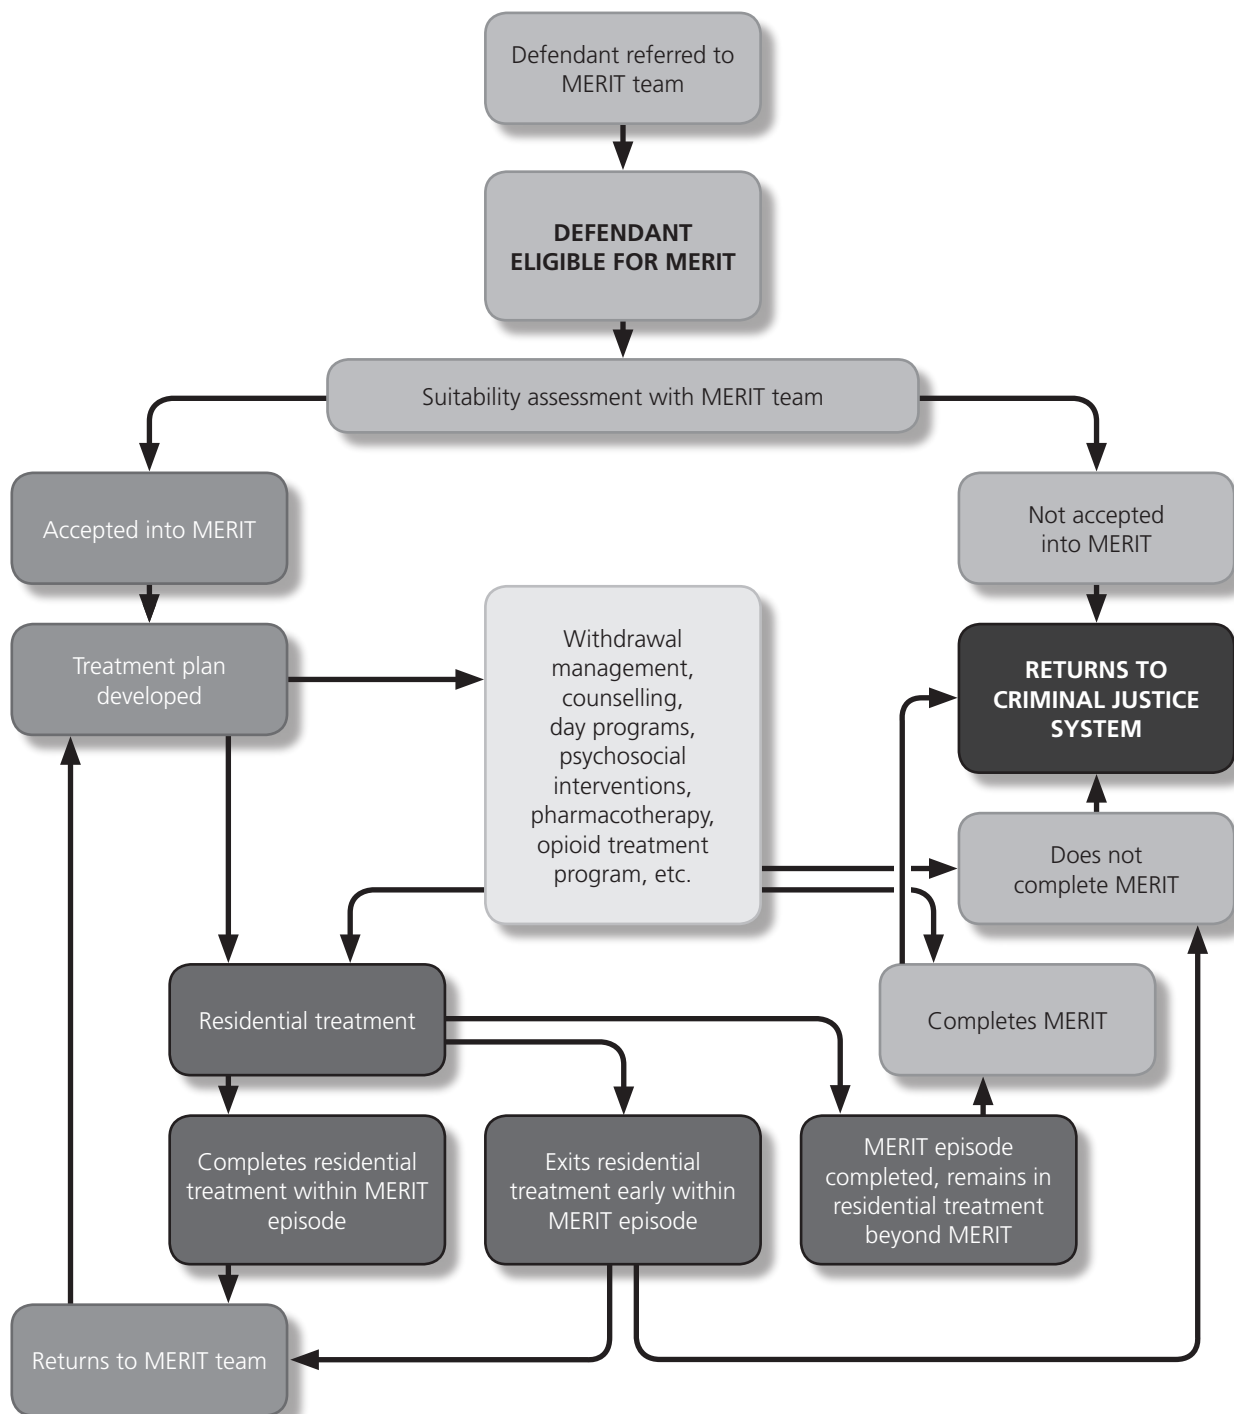 Defendant referred to
MERIT team
DEFENDANT
ELIGIBLE FOR MERIT
Suitability assessment with MERIT team
Accepted into MERIT
Not accepted
into MERIT
Treatment plan
developed
Withdrawal
management,
counselling,
day programs,
psychosocial
interventions,
pharmacotherapy,
opioid treatment
program, etc.
RETURNS TO
CRIMINAL JUSTICE
SYSTEM
Does not
complete MERIT
Residential treatment
Completes MERIT
Completes residential
treatment within MERIT
episode
Exits residential
treatment early within
MERIT episode
MERIT episode
completed, remains in
residential treatment
beyond MERIT
Returns to MERIT team